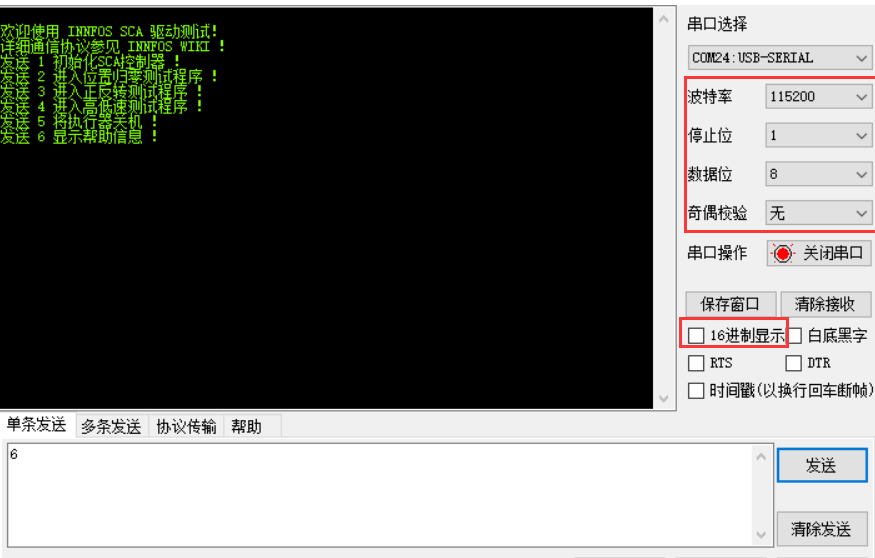 欢迎使用 INNFOS SCA 驱动测试!
详细通信协议参见 INNFOS WIKI !
发送 1 初始化SCA控制器 !
发送 2 进入位置归零测试程序 !
发送 3 进入正反转测试程序 !
发送 4 进入高低速测试程序 !
发送 5 将执行器关机 !
发送 6 显示帮助信息 !
串口选择
COM24:USB-SERIAL
波特率 115200
停止位 1
数据位 8
奇偶校验 无
串口操作 关闭串口
保存窗口 清除接收
16进制显示 白底黑字
RTS DTR
时间戳(以换行回车断帧)
单条发送 多条发送 协议传输 帮助
6
发送
清除发送